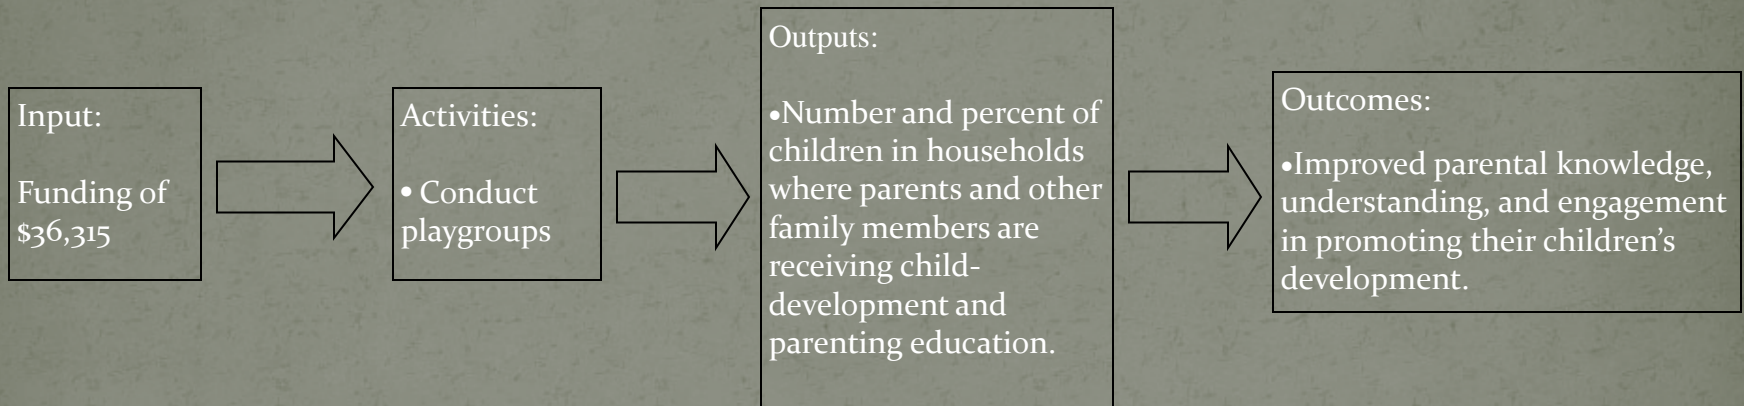 Input:
Funding of
$36,315
Activities:
• Conduct
playgroups
Outputs:
•Number and percent of
children in households
where parents and other
family members are
receiving child-
development and
parenting education.
Outcomes:
•Improved parental knowledge,
understanding, and engagement
in promoting their children’s
development.